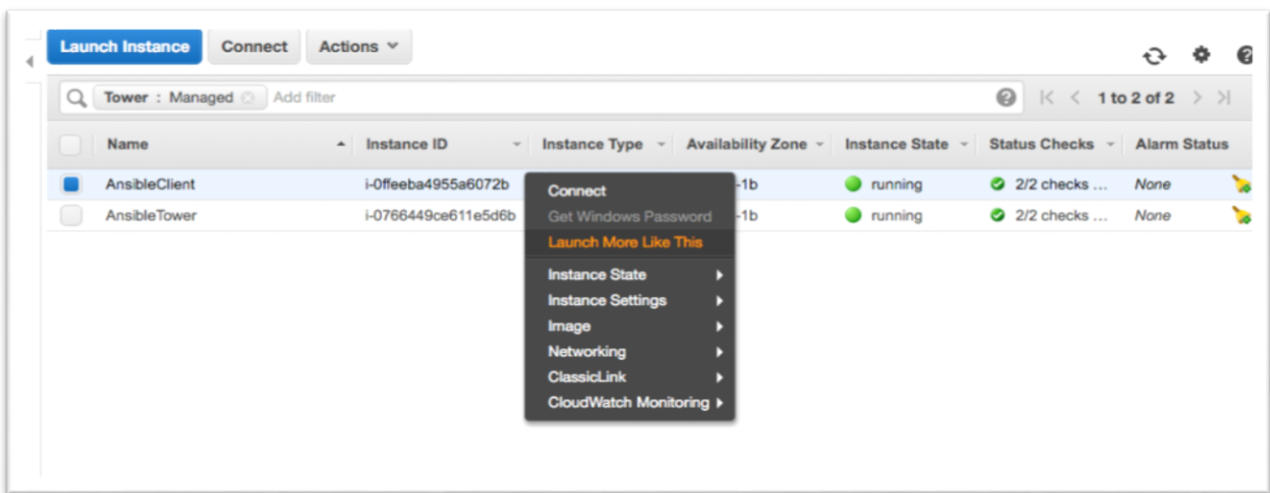 Launch Instance Connect Actions
Tower : Managed Add filter 1 to 2 of 2
Name Instance ID Instance Type Availability Zone Instance State Status Checks Alarm Status
AnsibleClient i-0ffeeba4955a6072b -1b running 2/2 checks ... None
AnsibleTower i-0766449ce611e5d6b -1b running 2/2 checks ... None
Connect
Get Windows Password
Launch More Like This
Instance State
Instance Settings
Image
Networking
ClassicLink
CloudWatch Monitoring